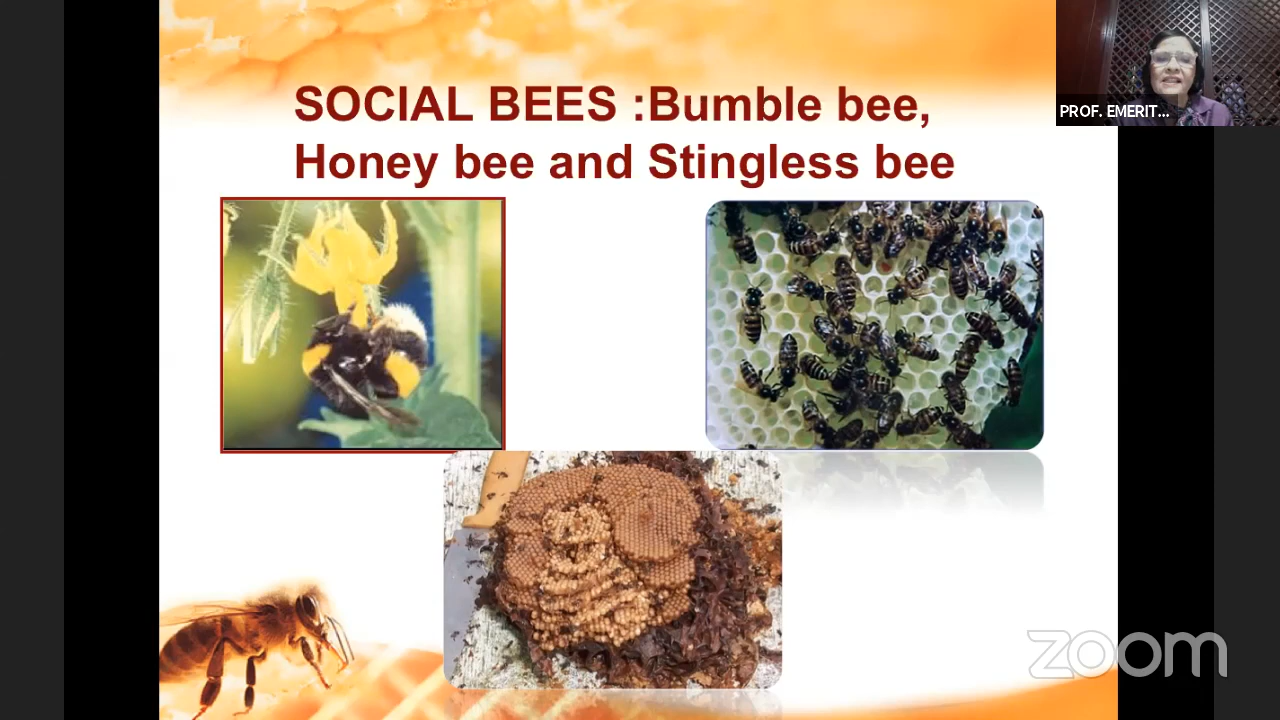 SOCIAL BEES :Bumble bee,
Honey bee and Stingless bee
PROF. EMERIT...
zoom